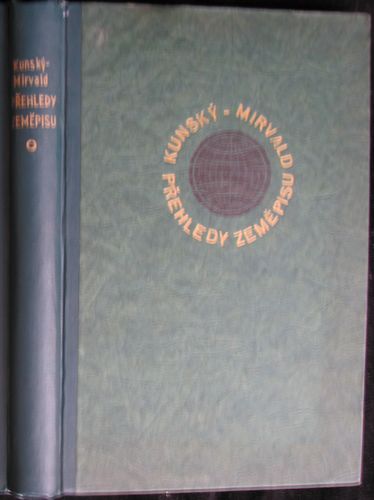 Kunský=
Mirvald
PŘEHLEDY
ZEMĚPISU
KUNSKÝ = MIRVALD
PŘEHLEDY ZEMĚPISU